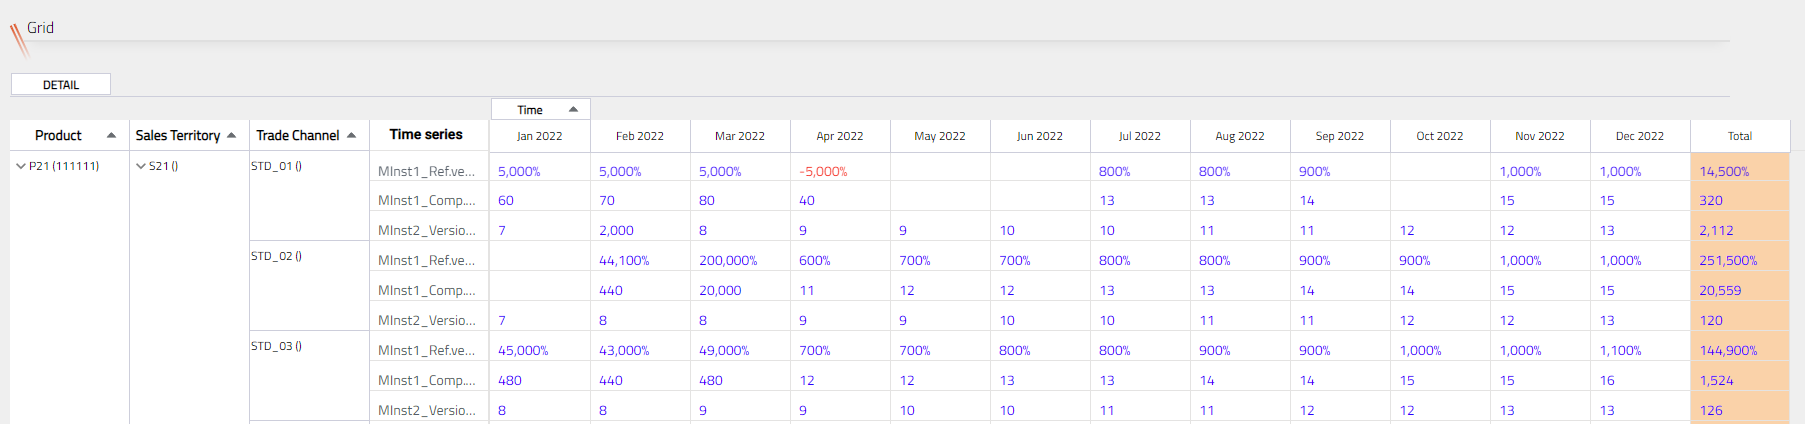 Grid
DETAIL
Time
Product Sales Territory Trade Channel Time series Jan 2022 Feb 2022 Mar 2022 Apr 2022 May 2022 Jun 2022 Jul 2022 Aug 2022 Sep 2022 Oct 2022 Nov 2022 Dec 2022 Total
P21 (111111) S21 () STD_01 () MInst1_Ref.ve... 5,000% 5,000% 5,000% -5,000% 800% 800% 900% 1,000% 1,000% 14,500%
MInst1_Comp.... 60 70 80 40 13 13 14 15 15 320
MInst2_Versio... 7 2,000 8 9 9 10 10 11 11 12 12 13 2,112
STD_02 () MInst1_Ref.ve... 44,100% 200,000% 600% 700% 700% 800% 800% 900% 900% 1,000% 1,000% 251,500%
MInst1_Comp.... 440 20,000 11 12 12 13 13 14 14 15 15 20,559
MInst2_Versio... 7 8 8 9 9 10 10 11 11 12 12 13 120
STD_03 () MInst1_Ref.ve... 45,000% 43,000% 49,000% 700% 700% 800% 800% 900% 900% 1,000% 1,000% 1,100% 144,900%
MInst1_Comp.... 480 440 480 12 12 13 13 14 14 15 15 16 1,524
MInst2_Versio... 8 8 9 9 10 10 11 11 12 12 13 13 126